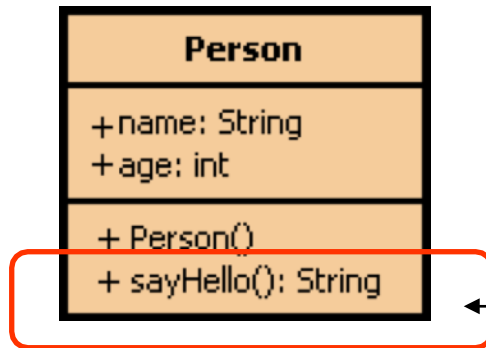 Person
+name: String
+age: int
+ Person()
+ sayHello(): String